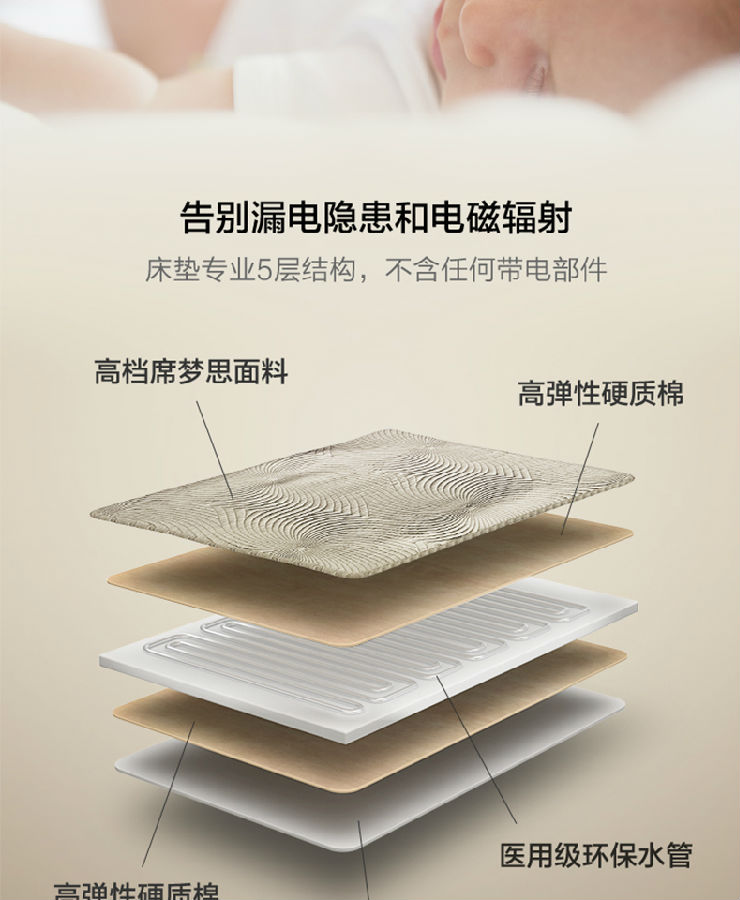 告别漏电隐患和电磁辐射
床垫专业5层结构，不含任何带电部件
高档席梦思面料
高弹性硬质棉
医用级环保水管
高弹性硬质棉